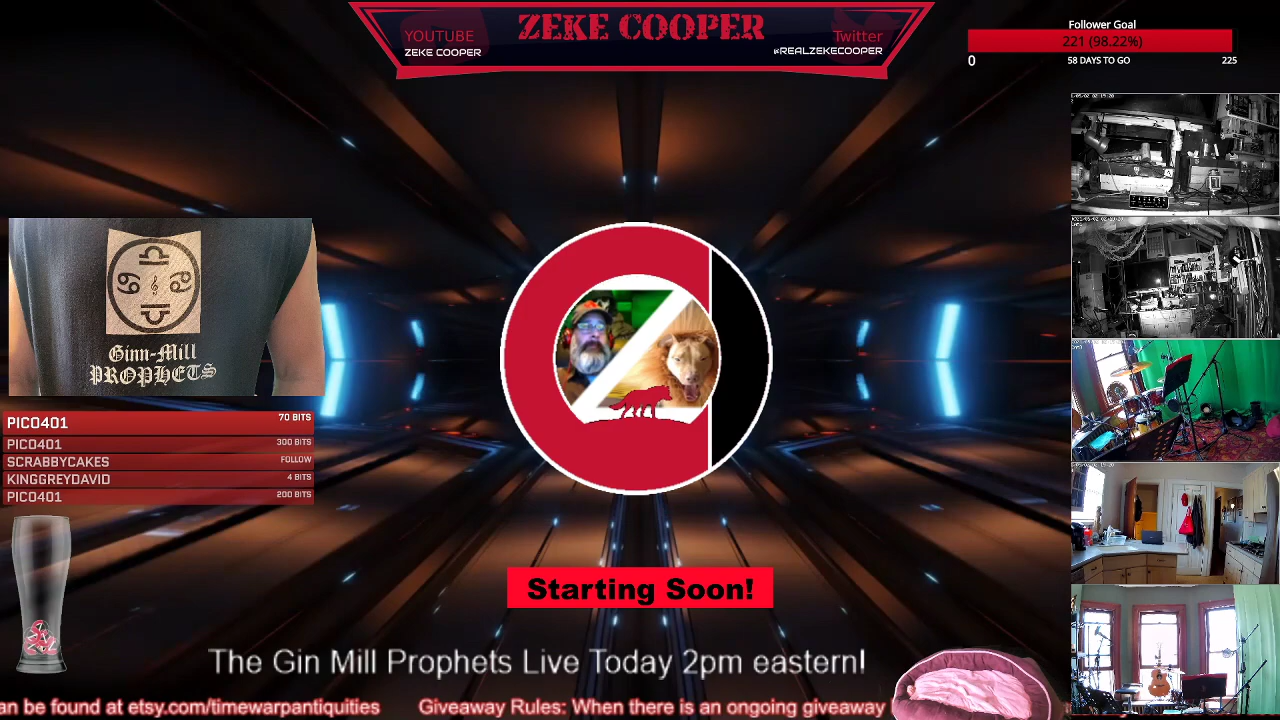 ZEKE COOPER
YOUTUBE
ZEKE COOPER
Twitter
@REALZEKECOOPER
Follower Goal
221 (98.22%)
0
58 DAYS TO GO
225
Ginn-Mill
PROPHETS
PICO401 70 BITS
PICO401 300 BITS
SCRABBYCAKES FOLLOW
KINGGREYDAVID 4 BITS
PICO401 200 BITS
Starting Soon!
The Gin Mill Prophets Live Today 2pm eastern!
an be found at etsy.com/timewarpantiquities Giveaway Rules: When there is an ongoing giveaway